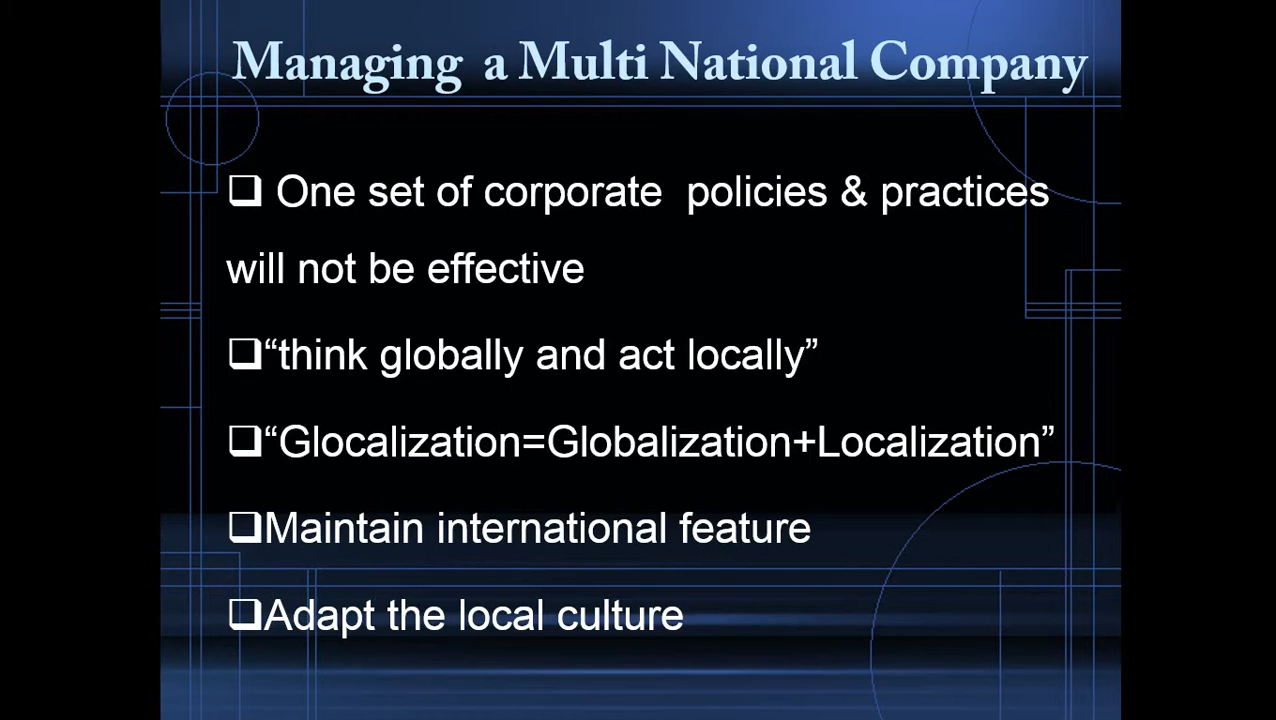 Managing a Multi National Company
❑ One set of corporate policies & practices
will not be effective
❑“think globally and act locally”
❑“Glocalization=Globalization+Localization”
❑Maintain international feature
❑Adapt the local culture